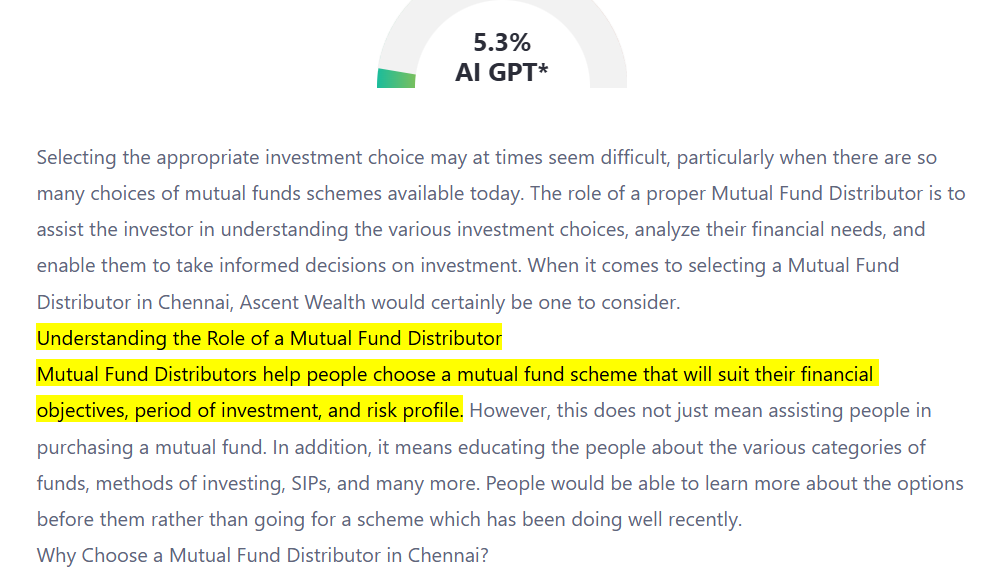 5.3%
AI GPT*
Selecting the appropriate investment choice may at times seem difficult, particularly when there are so
many choices of mutual funds schemes available today. The role of a proper Mutual Fund Distributor is to
assist the investor in understanding the various investment choices, analyze their financial needs, and
enable them to take informed decisions on investment. When it comes to selecting a Mutual Fund
Distributor in Chennai, Ascent Wealth would certainly be one to consider.
Understanding the Role of a Mutual Fund Distributor
Mutual Fund Distributors help people choose a mutual fund scheme that will suit their financial
objectives, period of investment, and risk profile. However, this does not just mean assisting people in
purchasing a mutual fund. In addition, it means educating the people about the various categories of
funds, methods of investing, SIPs, and many more. People would be able to learn more about the options
before them rather than going for a scheme which has been doing well recently.
Why Choose a Mutual Fund Distributor in Chennai?